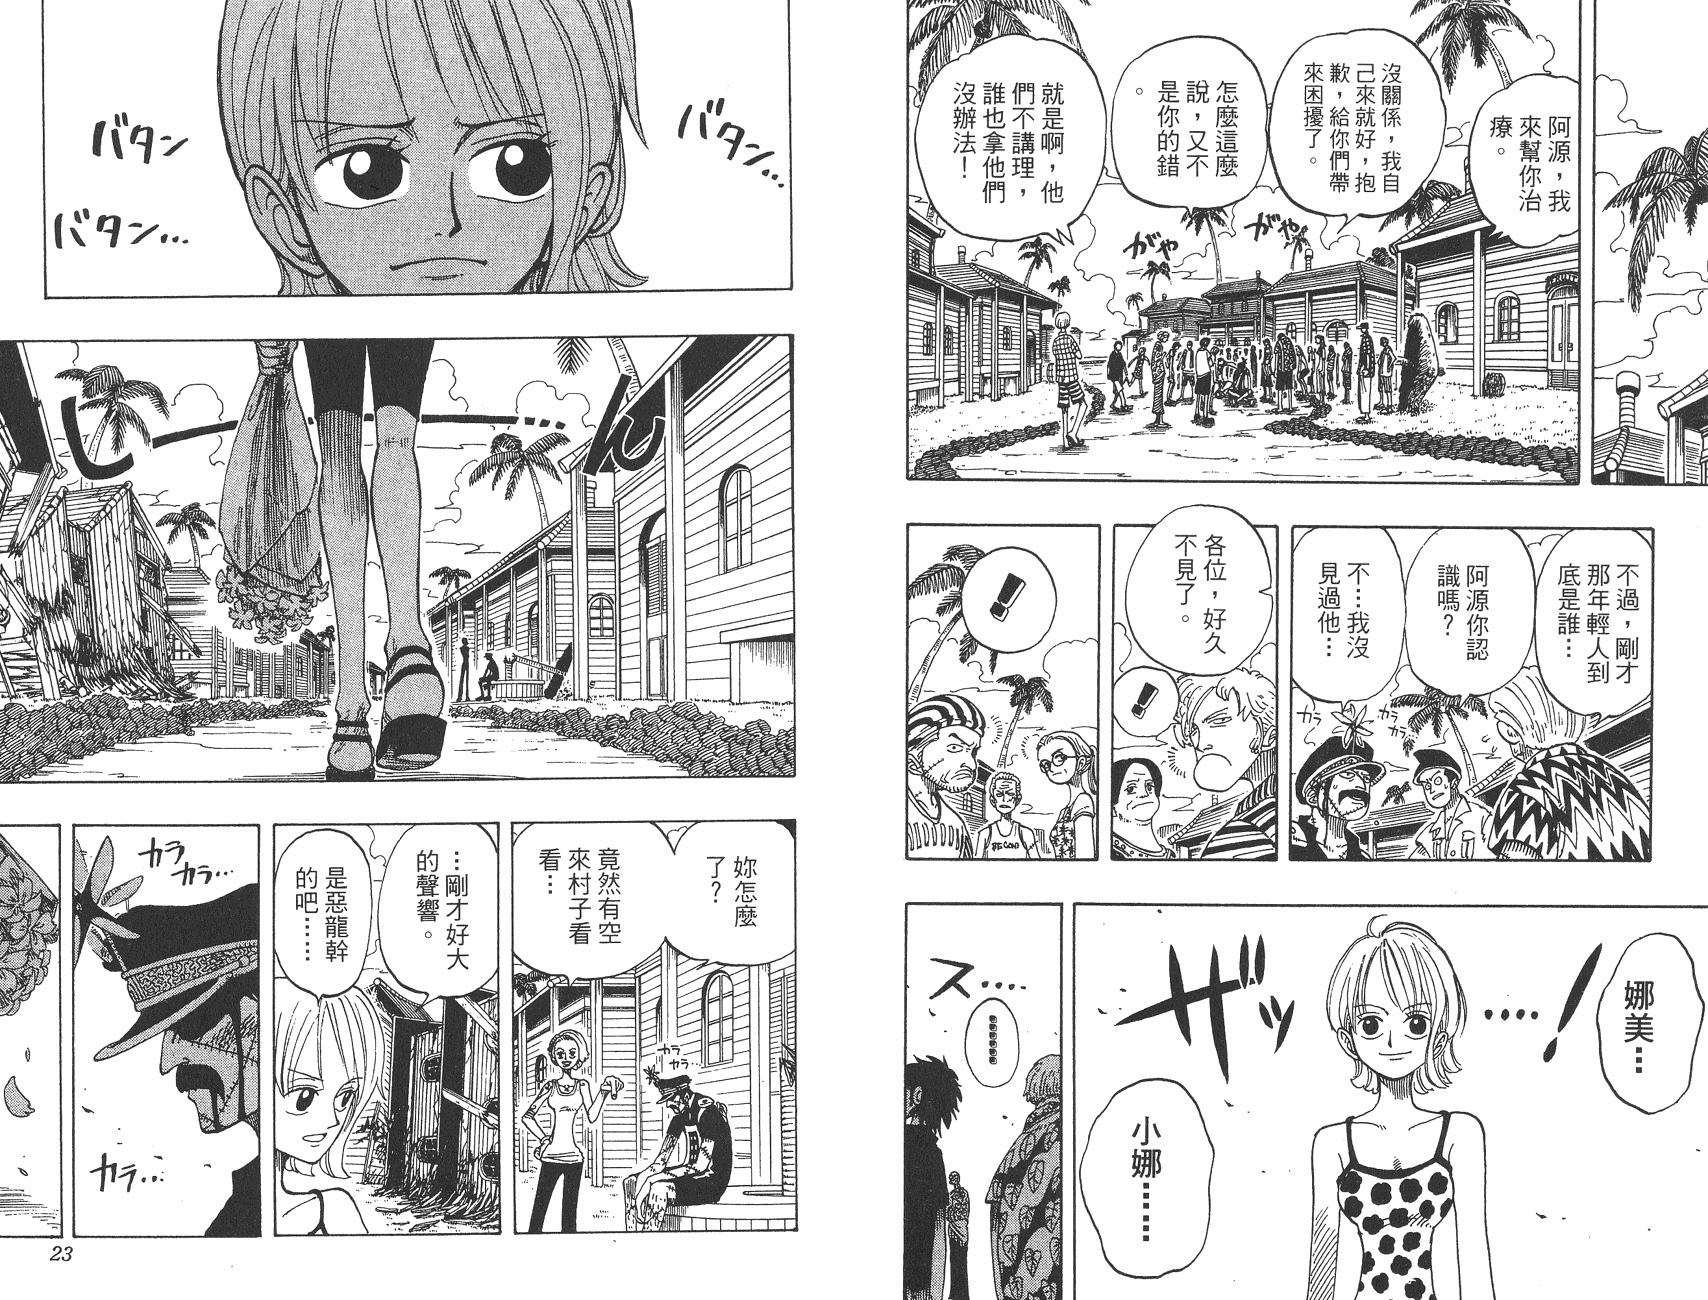 阿源，我
來幫你治
療。
沒關係，我自
己來就好，抱
歉，給你們帶
來困擾了。
怎麼這麼
說，又不
是你的錯
。
就是啊，他
們不講理，
誰也拿他們
沒辦法！
がや
がや
不過，剛才
那年輕人到
底是誰…
阿源你認
識嗎？
不…我沒
見過他…
カラ
カラ
カラ
各位，好久
不見了。
!
!
BEGONI
娜美……
……！
ザッ
小娜………
ス……
………
バタン
バタン…
バタン…
しーん
妳怎麼
了？
竟然有空
來村子看
看…
カラ
カラ…
…剛才好大
的聲響。
是惡龍幹
的吧……
カラ
カラ…
カラ…
23